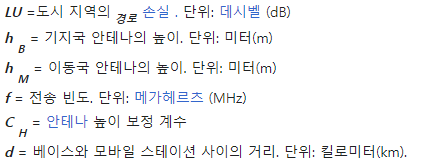 LU =도시 지역의 경로 손실 . 단위: 데시벨 (dB)
h B = 기지국 안테나의 높이. 단위: 미터(m)
h M = 이동국 안테나의 높이. 단위: 미터(m)
f = 전송 빈도. 단위: 메가헤르츠 (MHz)
C H = 안테나 높이 보정 계수
d = 베이스와 모바일 스테이션 사이의 거리. 단위: 킬로미터(km).